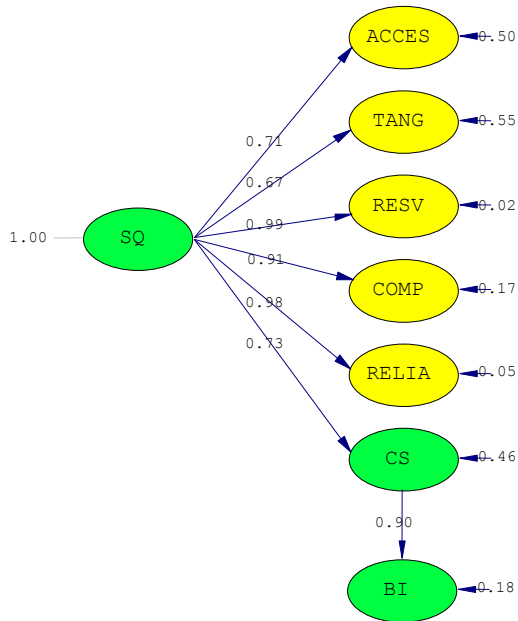 ACCES 0.50
0.71
TANG 0.55
0.67
RESV 0.02
0.99
1.00 SQ
0.91
COMP 0.17
0.98
0.73
RELIA 0.05
CS 0.46
0.90
BI 0.18